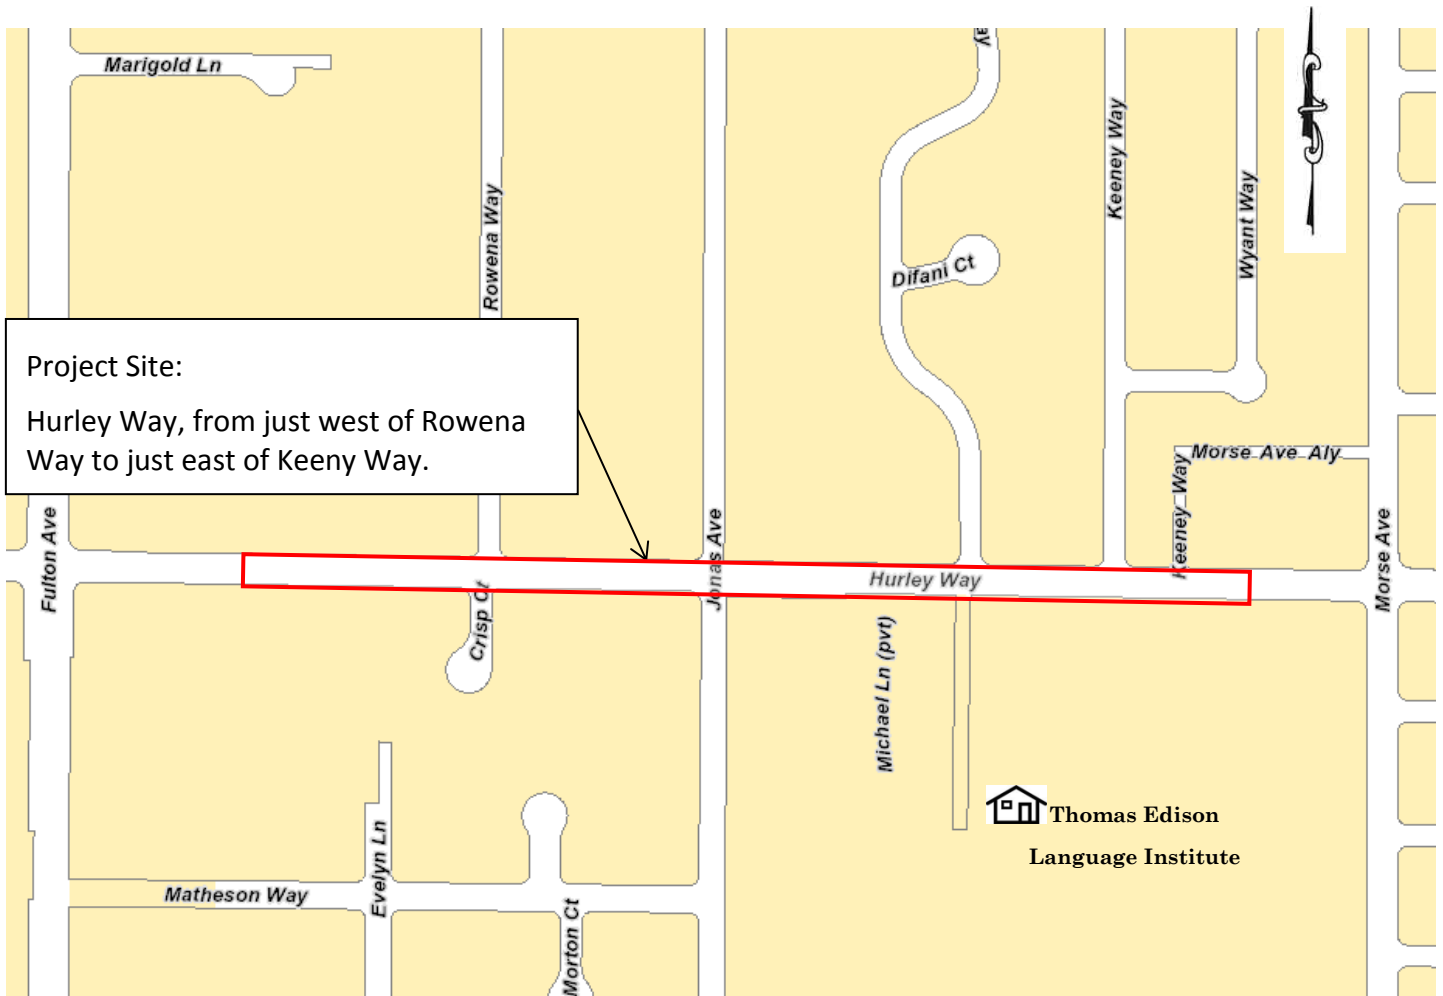 Marigold Ln
Rowena Way
ay
Keeney Way
Wyant Way
Difani Ct
Project Site:
Hurley Way, from just west of Rowena
Way to just east of Keeny Way.
Morse Ave Aly
Keeney Way
Fulton Ave
Jonas Ave
Hurley Way
Morse Ave
Crisp Ct
Michael Ln (pvt)
Thomas Edison
Language Institute
Evelyn Ln
Matheson Way
Morton Ct